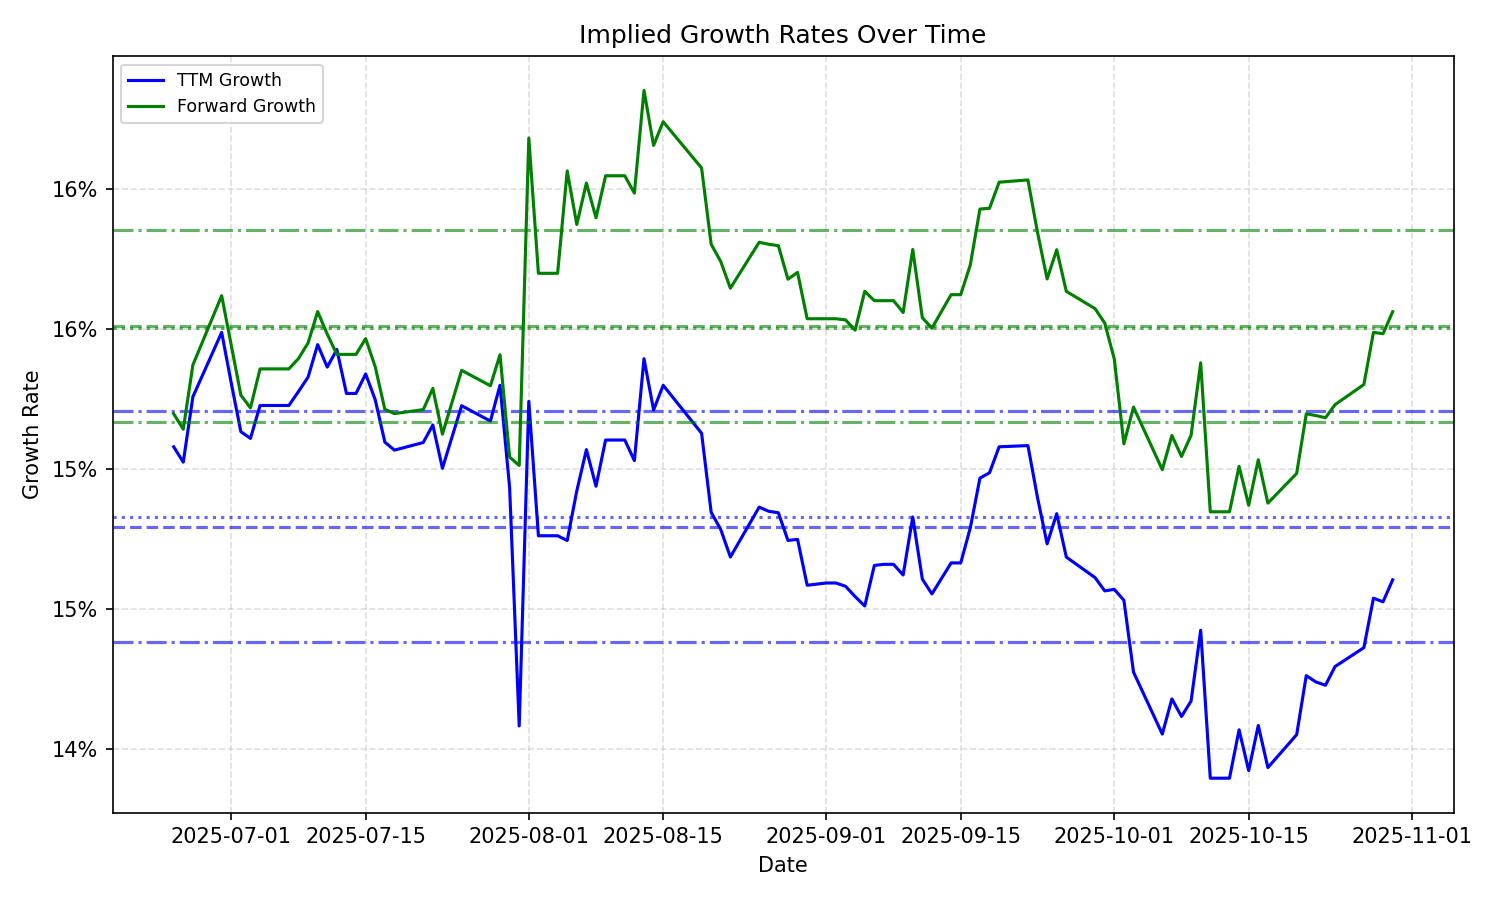 Implied Growth Rates Over Time
TTM Growth
Forward Growth
16%
16%
15%
15%
14%
Growth Rate
2025-07-01 2025-07-15 2025-08-01 2025-08-15 2025-09-01 2025-09-15 2025-10-01 2025-10-15 2025-11-01
Date